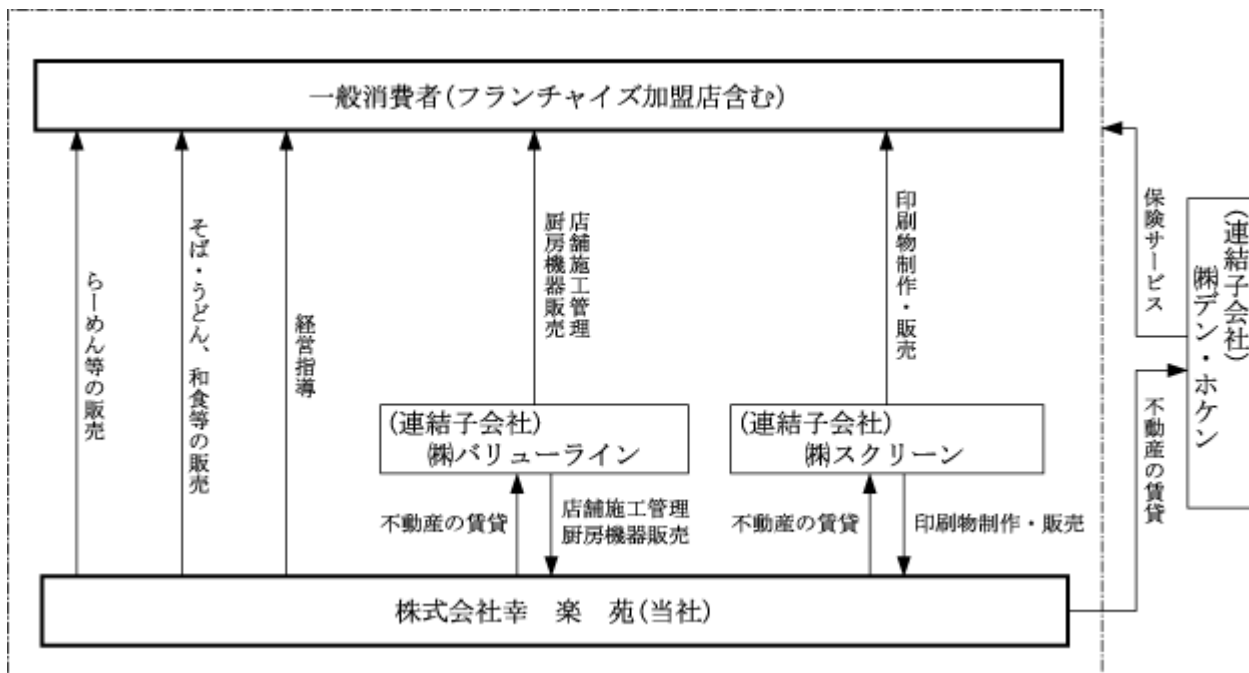 一般消費者(フランチャイズ加盟店含む)
らーめん等の販売
そば・うどん、和食等の販売
経営指導
店舗施工管理
厨房機器販売
印刷物制作・販売
保険サービス
(連結子会社)
㈱デン・ホケン
(連結子会社)
㈱バリューライン
(連結子会社)
㈱スクリーン
不動産の賃貸
店舗施工管理
厨房機器販売
不動産の賃貸
印刷物制作・販売
不動産の賃貸
株式会社幸　楽　苑(当社)